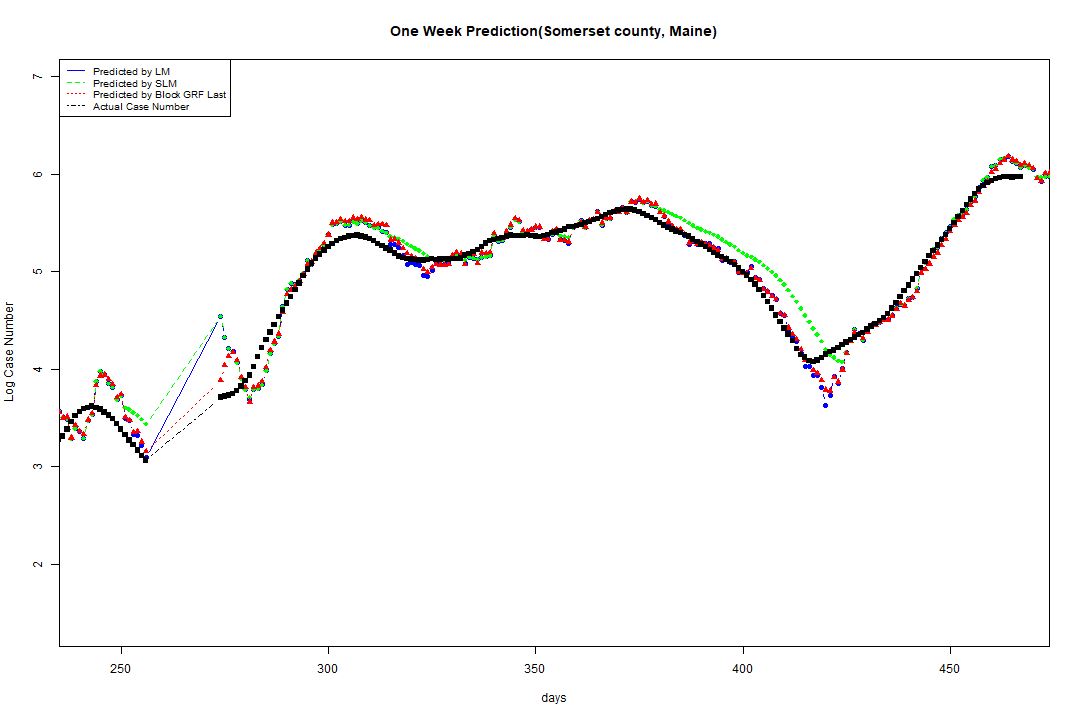 One Week Prediction(Somerset county, Maine)
Predicted by LM
Predicted by SLM
Predicted by Block GRF Last
Actual Case Number
7
6
5
4
3
2
Log Case Number
250 300 350 400 450
days